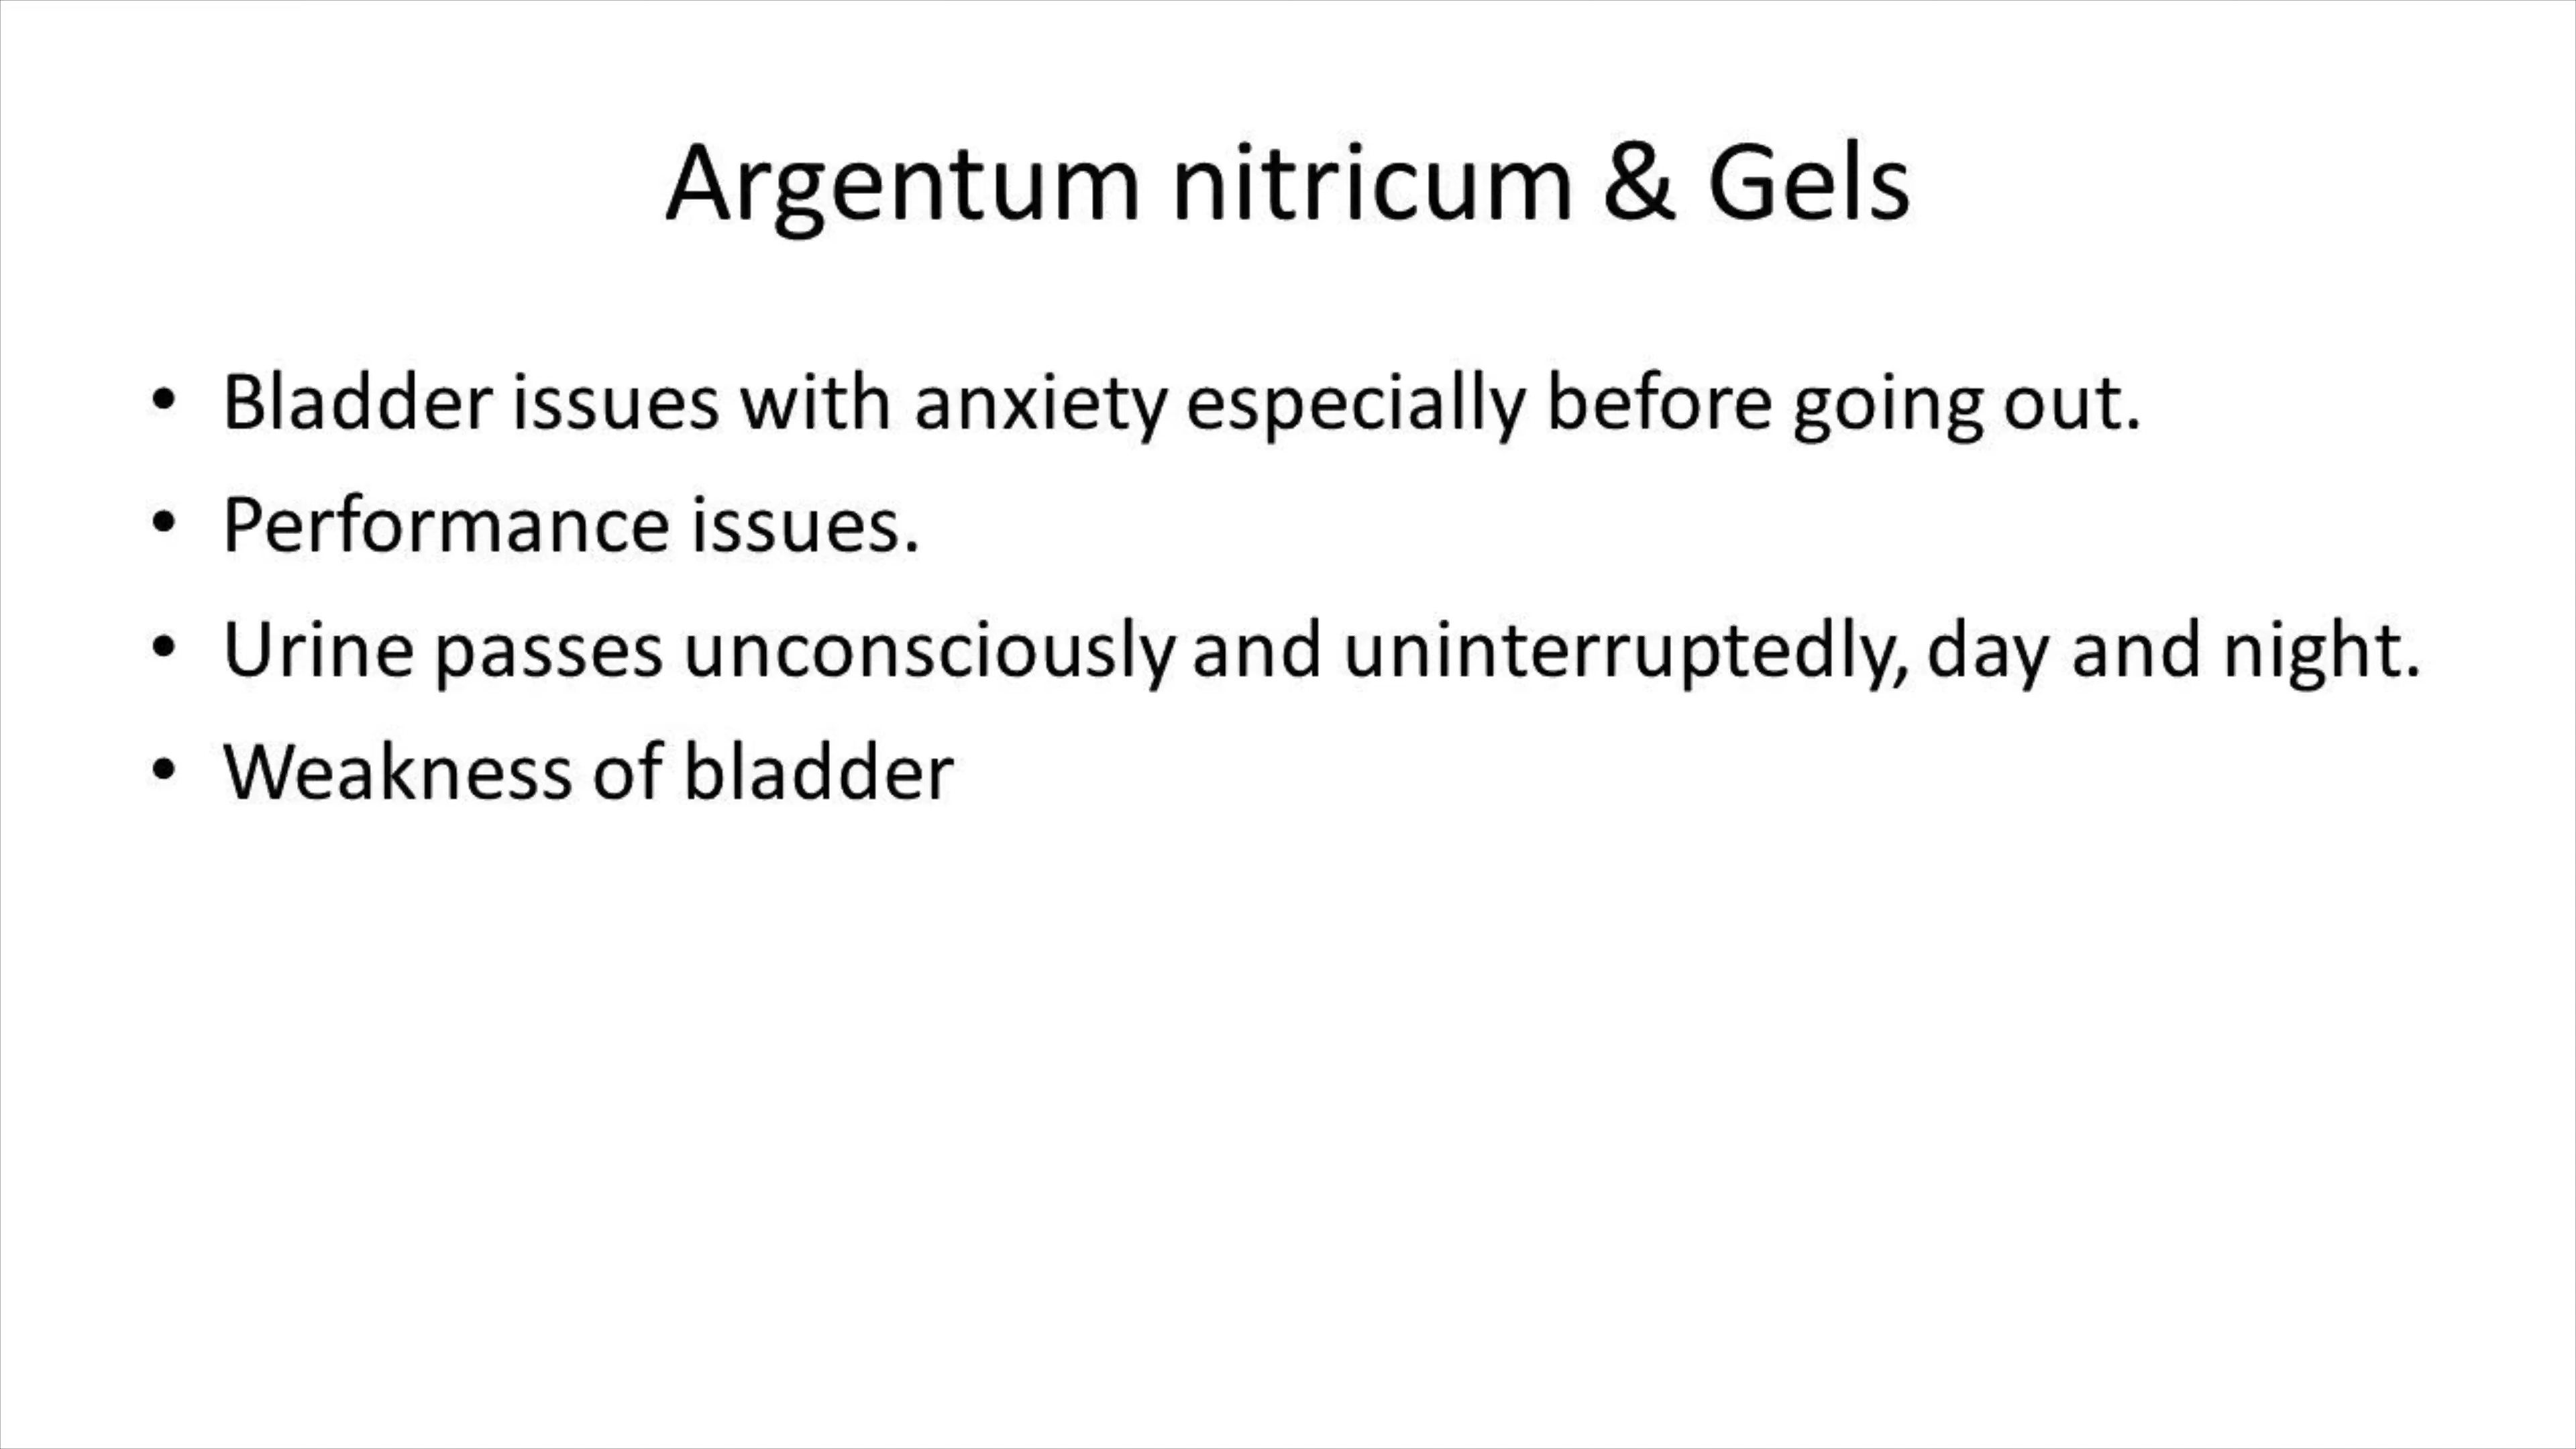 Argentum nitricum & Gels
• Bladder issues with anxiety especially before going out.
• Performance issues.
• Urine passes unconsciously and uninterruptedly, day and night.
• Weakness of bladder